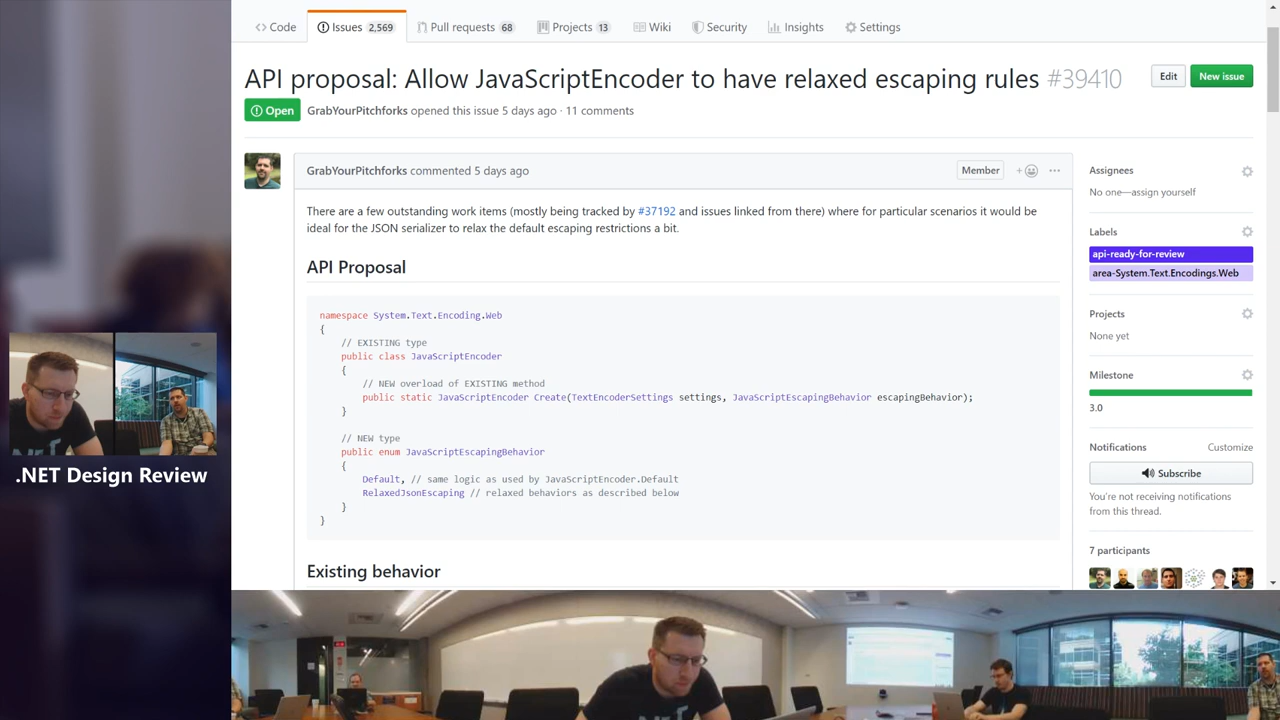 Code
Issues 2,569
Pull requests 68
Projects 13
Wiki
Security
Insights
Settings
API proposal: Allow JavaScriptEncoder to have relaxed escaping rules #39410
Edit
New issue
Open
GrabYourPitchforks opened this issue 5 days ago · 11 comments
GrabYourPitchforks commented 5 days ago
Member
There are a few outstanding work items (mostly being tracked by #37192 and issues linked from there) where for particular scenarios it would be
ideal for the JSON serializer to relax the default escaping restrictions a bit.
API Proposal
namespace System.Text.Encoding.Web
{
// EXISTING type
public class JavaScriptEncoder
{
// NEW overload of EXISTING method
public static JavaScriptEncoder Create(TextEncoderSettings settings, JavaScriptEscapingBehavior escapingBehavior);
}
// NEW type
public enum JavaScriptEscapingBehavior
{
Default, // same logic as used by JavaScriptEncoder.Default
RelaxedJsonEscaping // relaxed behaviors as described below
}
}
Existing behavior
Assignees
No one—assign yourself
Labels
api-ready-for-review
area-System.Text.Encodings.Web
Projects
None yet
Milestone
3.0
Notifications
Customize
Subscribe
You're not receiving notifications
from this thread.
7 participants
.NET Design Review
.NET